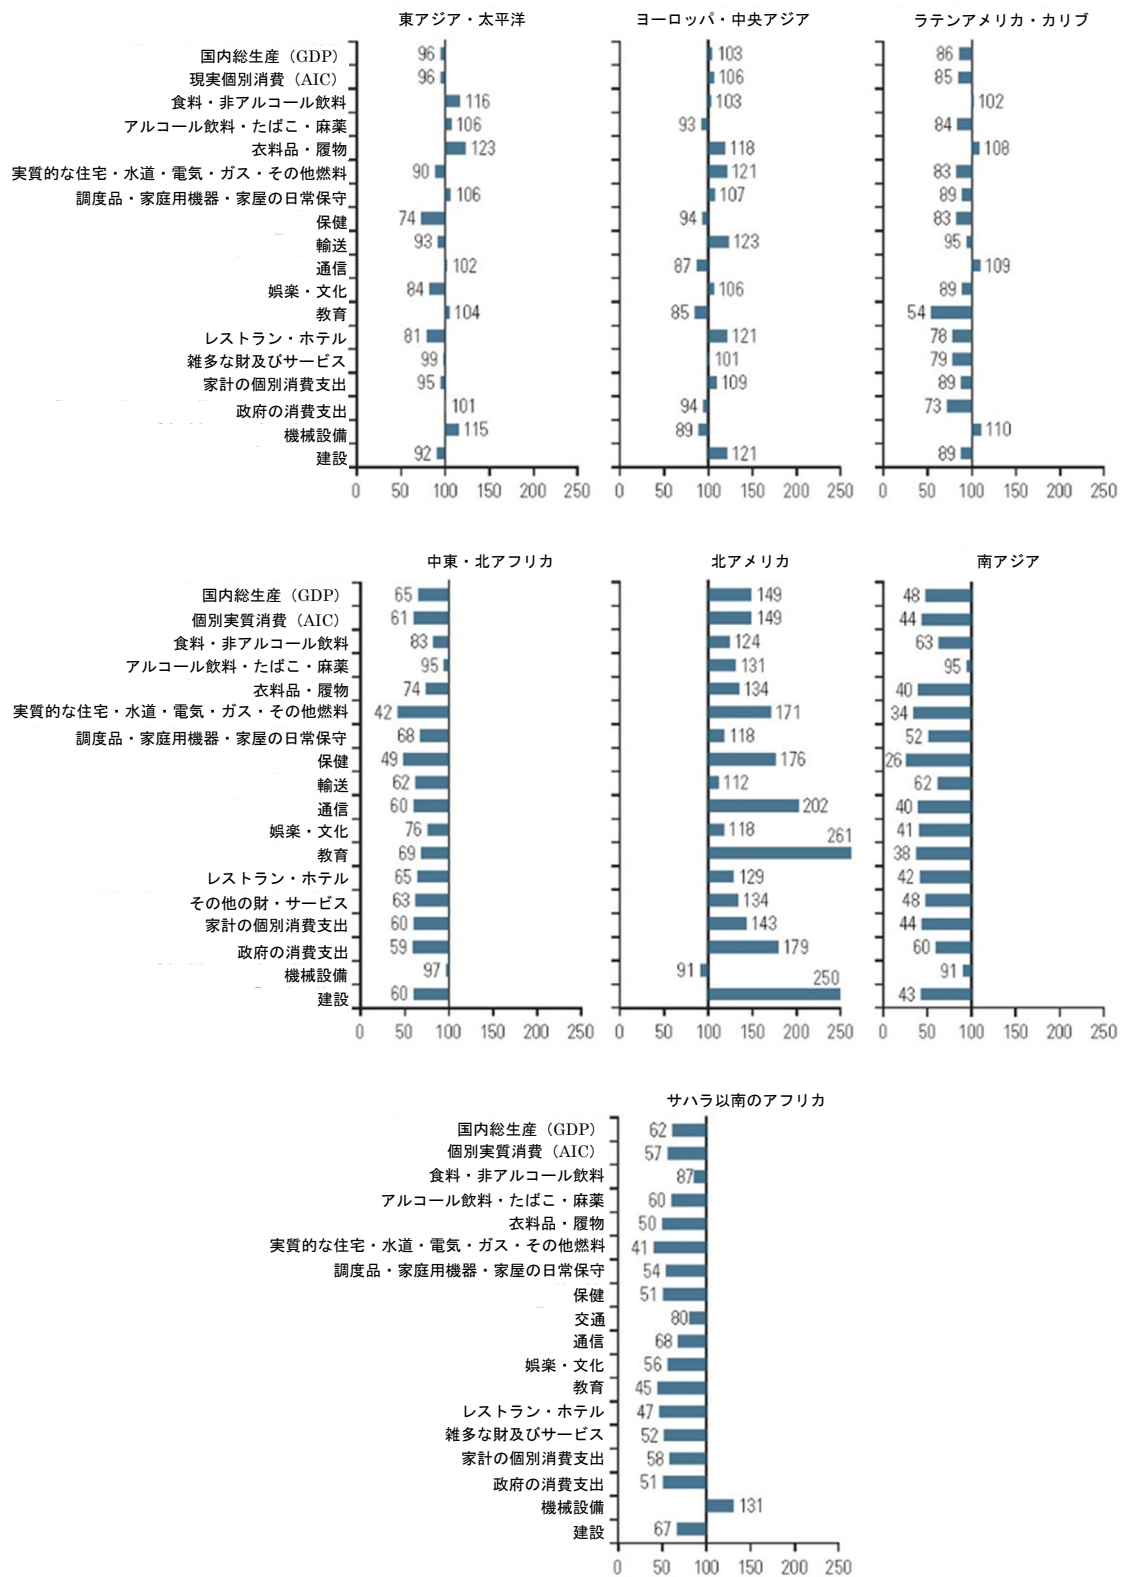 東アジア・太平洋 ヨーロッパ・中央アジア ラテンアメリカ・カリブ
国内総生産（GDP） 96 103 86
現実個別消費（AIC） 96 106 85
食料・非アルコール飲料 116 103 102
アルコール飲料・たばこ・麻薬 106 93 84
衣料品・履物 123 118 108
実質的な住宅・水道・電気・ガス・その他燃料 90 121 83
調度品・家庭用機器・家屋の日常保守 106 107 89
保健 74 94 83
輸送 93 123 95
通信 102 87 109
娯楽・文化 84 106 89
教育 104 85 54
レストラン・ホテル 81 121 78
雑多な財及びサービス 99 101 79
家計の個別消費支出 95 109 89
政府の消費支出 101 94 73
機械設備 115 89 110
建設 92 121 89
0 50 100 150 200 250 0 50 100 150 200 250 0 50 100 150 200 250
中東・北アフリカ 北アメリカ 南アジア
国内総生産（GDP） 65 149 48
個別実質消費（AIC） 61 149 44
食料・非アルコール飲料 83 124 63
アルコール飲料・たばこ・麻薬 95 131 95
衣料品・履物 74 134 40
実質的な住宅・水道・電気・ガス・その他燃料 42 171 34
調度品・家庭用機器・家屋の日常保守 68 118 52
保健 49 176 26
輸送 62 112 62
通信 60 202 40
娯楽・文化 76 118 41
教育 69 261 38
レストラン・ホテル 65 129 42
その他の財・サービス 63 134 48
家計の個別消費支出 60 143 44
政府の消費支出 59 179 60
機械設備 97 91 91
建設 60 250 43
0 50 100 150 200 250 0 50 100 150 200 250 0 50 100 150 200 250
サハラ以南のアフリカ
国内総生産（GDP） 62
個別実質消費（AIC） 57
食料・非アルコール飲料 87
アルコール飲料・たばこ・麻薬 60
衣料品・履物 50
実質的な住宅・水道・電気・ガス・その他燃料 41
調度品・家庭用機器・家屋の日常保守 54
保健 51
交通 80
通信 68
娯楽・文化 56
教育 45
レストラン・ホテル 47
雑多な財及びサービス 52
家計の個別消費支出 58
政府の消費支出 51
機械設備 131
建設 67
0 50 100 150 200 250